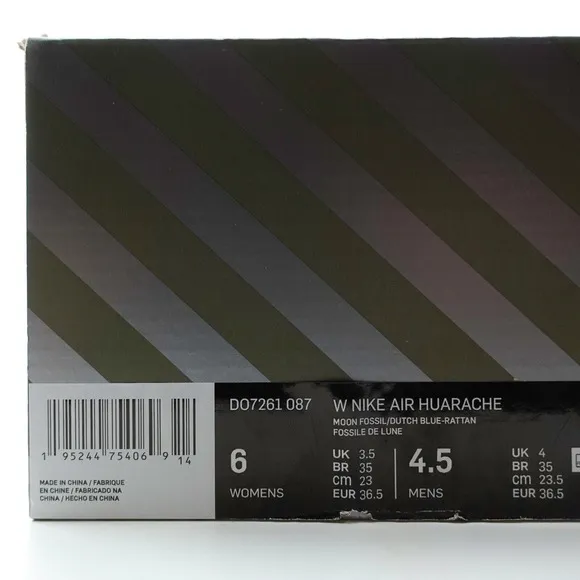 DO7261 087 W NIKE AIR HUARACHE
MOON FOSSIL/DUTCH BLUE-RATTAN
FOSSILE DE LUNE
1 95244 75406 9 14
MADE IN CHINA / FABRIQUE
EN CHINE / FABRICADO NA
CHINA / HECHO EN CHINA
6
WOMENS
UK 3.5
BR 35
cm 23
EUR 36.5
4.5
MENS
UK 4
BR 35
cm 23.5
EUR 36.5